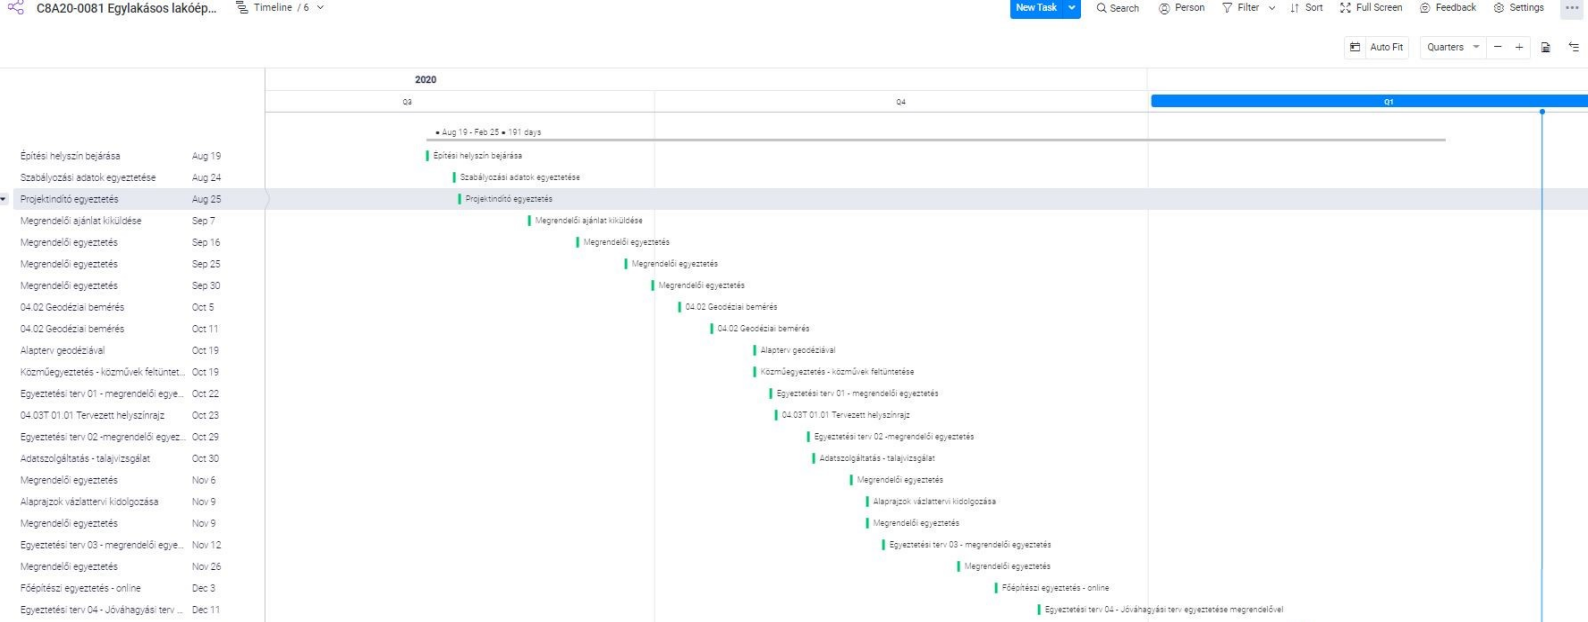 C8A20-0081 Egylakásos lakóép... Timeline / 6 New Task Search Person Filter Sort Full Screen Feedback Settings
Auto Fit Quarters − +
2020
Q3 Q4 Q1
• Aug 19 - Feb 25 • 191 days
Építési helyszín bejárása Aug 19 Építési helyszín bejárása
Szabályozási adatok egyeztetése Aug 24 Szabályozási adatok egyeztetése
Projektindító egyeztetés Aug 25 Projektindító egyeztetés
Megrendelői ajánlat kiküldése Sep 7 Megrendelői ajánlat kiküldése
Megrendelői egyeztetés Sep 16 Megrendelői egyeztetés
Megrendelői egyeztetés Sep 25 Megrendelői egyeztetés
Megrendelői egyeztetés Sep 30 Megrendelői egyeztetés
04.02 Geodéziai bemérés Oct 5 04.02 Geodéziai bemérés
04.02 Geodéziai bemérés Oct 11 04.02 Geodéziai bemérés
Alapterv geodéziával Oct 19 Alapterv geodéziával
Közműegyeztetés - közművek feltüntet... Oct 19 Közműegyeztetés - közművek feltüntetése
Egyeztetési terv 01 - megrendelői egye... Oct 22 Egyeztetési terv 01 - megrendelői egyeztetés
04.03T 01.01 Tervezett helyszínrajz Oct 23 04.03T 01.01 Tervezett helyszínrajz
Egyeztetési terv 02 -megrendelői egyez... Oct 29 Egyeztetési terv 02 -megrendelői egyeztetés
Adatszolgáltatás - talajvizsgálat Oct 30 Adatszolgáltatás - talajvizsgálat
Megrendelői egyeztetés Nov 6 Megrendelői egyeztetés
Alaprajzok vázlattervi kidolgozása Nov 9 Alaprajzok vázlattervi kidolgozása
Megrendelői egyeztetés Nov 9 Megrendelői egyeztetés
Egyeztetési terv 03 - megrendelői egye... Nov 12 Egyeztetési terv 03 - megrendelői egyeztetés
Megrendelői egyeztetés Nov 26 Megrendelői egyeztetés
Főépítészi egyeztetés - online Dec 3 Főépítészi egyeztetés - online
Egyeztetési terv 04 - Jóváhagyási terv ... Dec 11 Egyeztetési terv 04 - Jóváhagyási terv egyeztetése megrendelővel